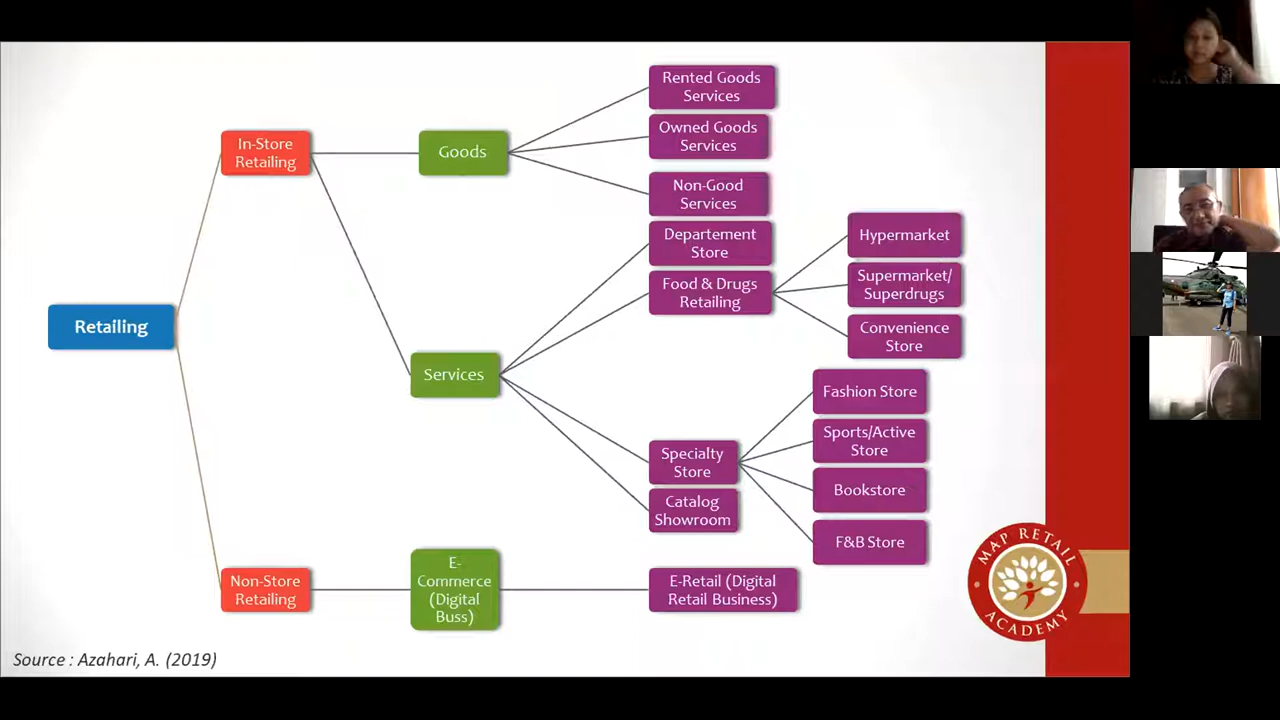 Retailing
In-Store
Retailing
Goods
Rented Goods
Services
Owned Goods
Services
Non-Good
Services
Services
Departement
Store
Food & Drugs
Retailing
Hypermarket
Supermarket/
Superdrugs
Convenience
Store
Specialty
Store
Fashion Store
Sports/Active
Store
Bookstore
F&B Store
Catalog
Showroom
Non-Store
Retailing
E-
Commerce
(Digital
Buss)
E-Retail (Digital
Retail Business)
MAP RETAIL
ACADEMY
Source : Azahari, A. (2019)